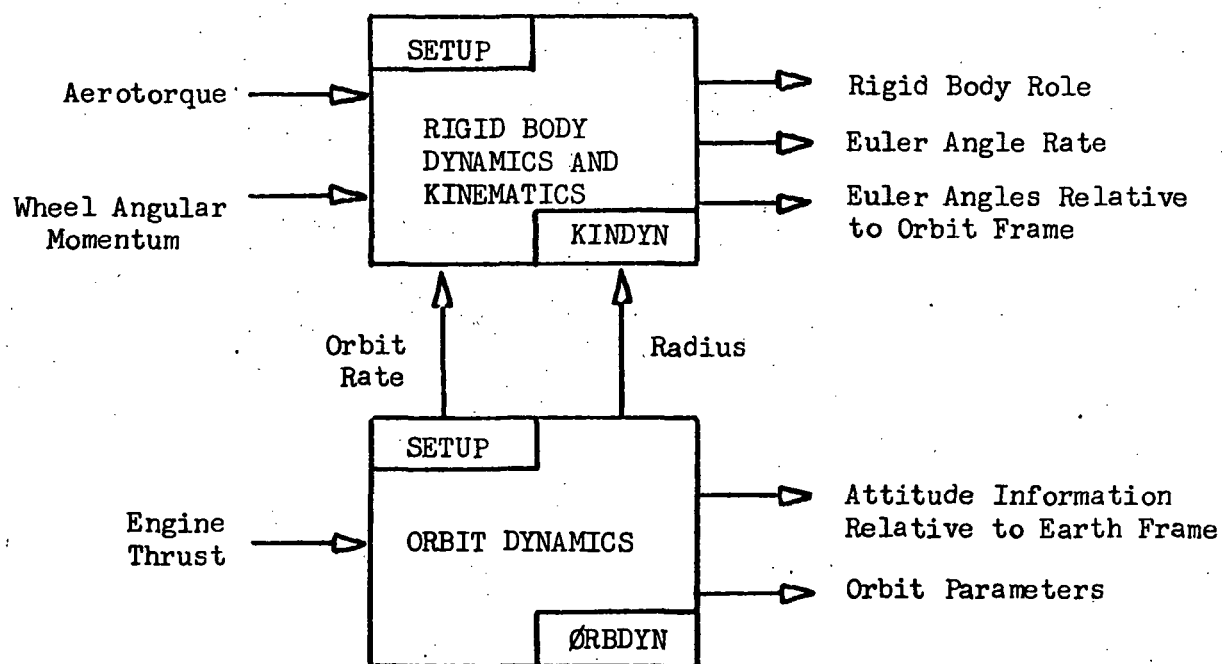 SETUP
Aerotorque
RIGID BODY
DYNAMICS AND
KINEMATICS
Wheel Angular
Momentum
KINDYN
Rigid Body Role
Euler Angle Rate
Euler Angles Relative
to Orbit Frame
Orbit
Rate
Radius
SETUP
Engine
Thrust
ORBIT DYNAMICS
ØRBDYN
Attitude Information
Relative to Earth Frame
Orbit Parameters